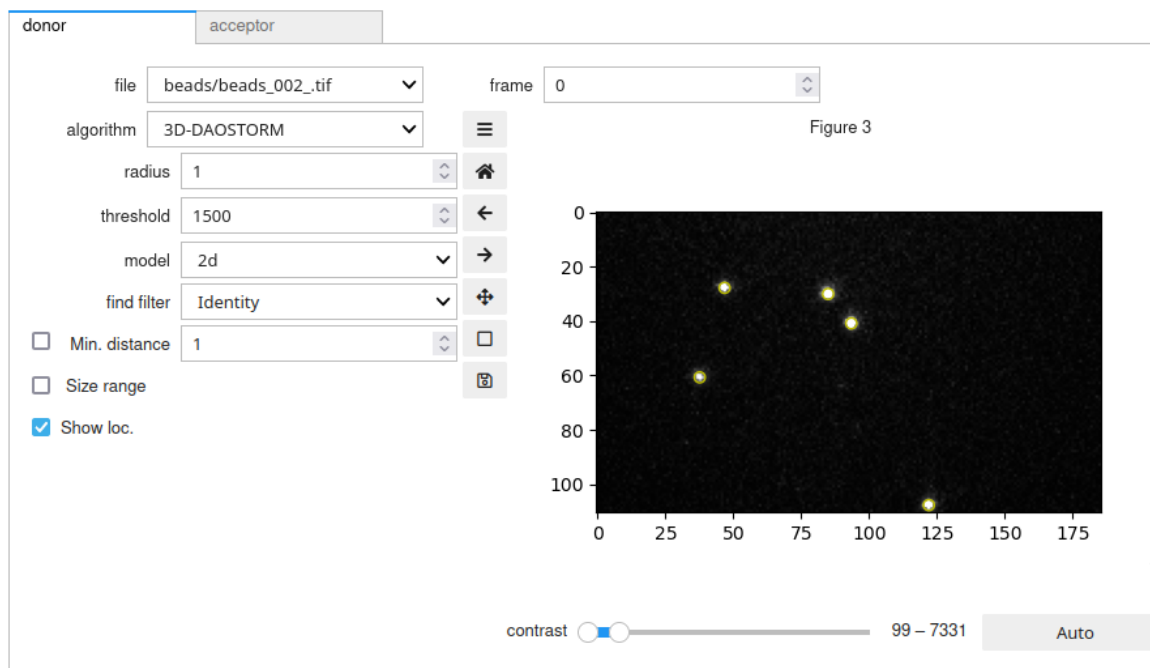 donor acceptor
file beads/beads_002_.tif frame 0
algorithm 3D-DAOSTORM
Figure 3
radius 1
threshold 1500
model 2d
find filter Identity
Min. distance 1
Size range
Show loc.
0
20
40
60
80
100
0 25 50 75 100 125 150 175
contrast 99 – 7331 Auto